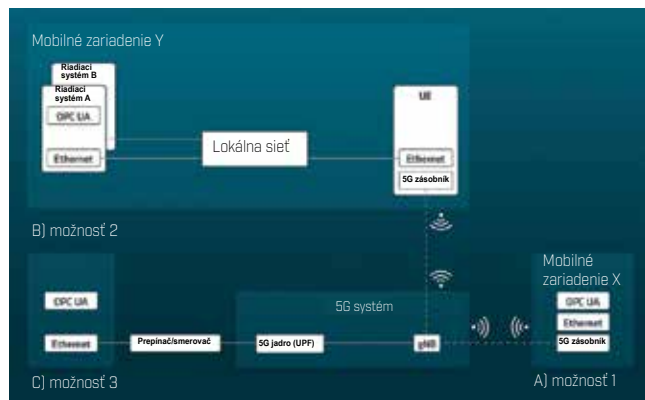 Mobilné zariadenie Y
Riadiaci
systém B
Riadiaci
systém A
OPC UA
Ethernet
Lokálna sieť
UE
Ethernet
5G zásobník
B) možnosť 2
OPC UA
Ethernet
C) možnosť 3
Prepínač/smerovač
5G systém
5G jadro (UPF)
gNB
Mobilné
zariadenie X
OPC UA
Ethernet
5G zásobník
A) možnosť 1